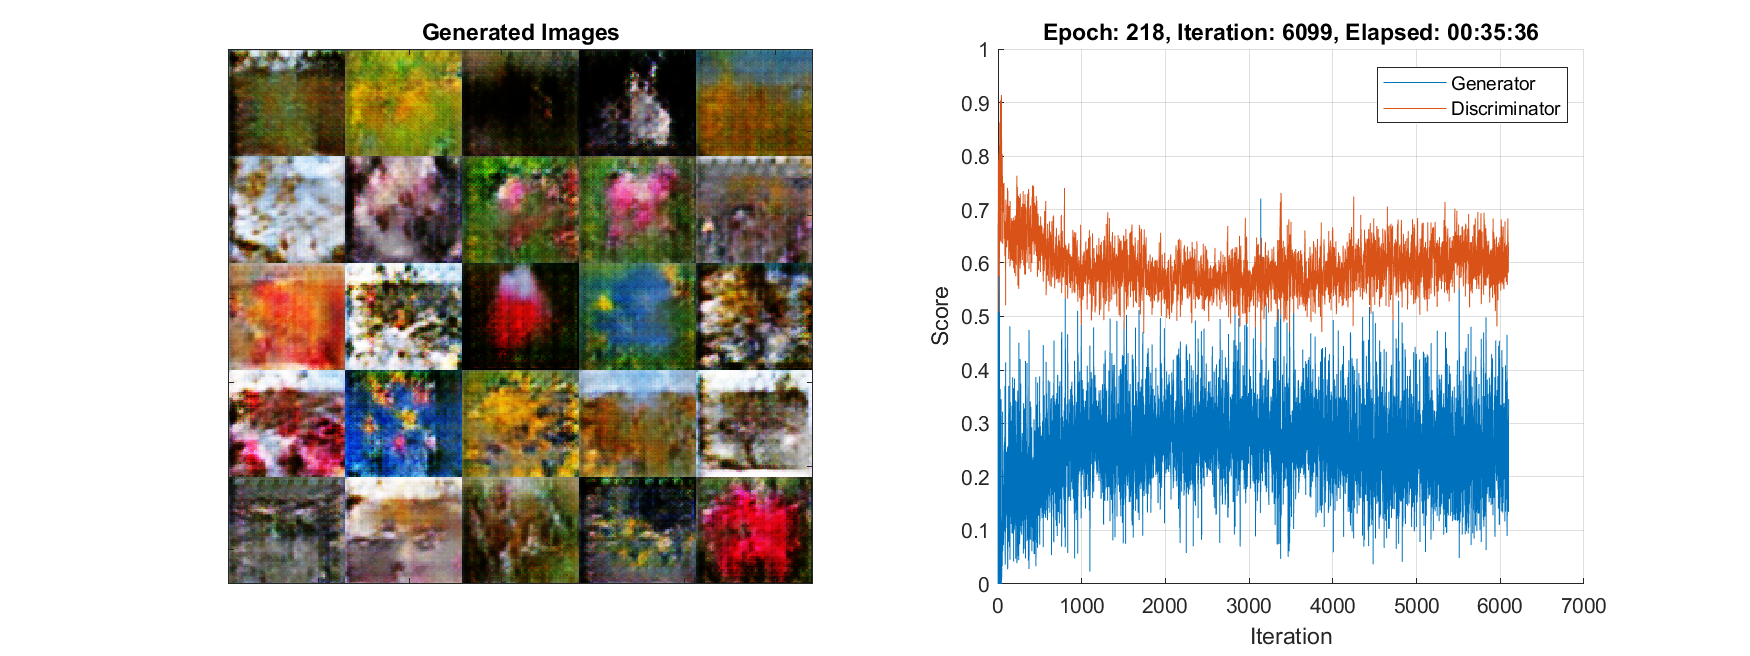 Generated Images
Epoch: 218, Iteration: 6099, Elapsed: 00:35:36
1
0.9
0.8
0.7
0.6
0.5
0.4
0.3
0.2
0.1
0
Score
Generator
Discriminator
0 1000 2000 3000 4000 5000 6000 7000
Iteration